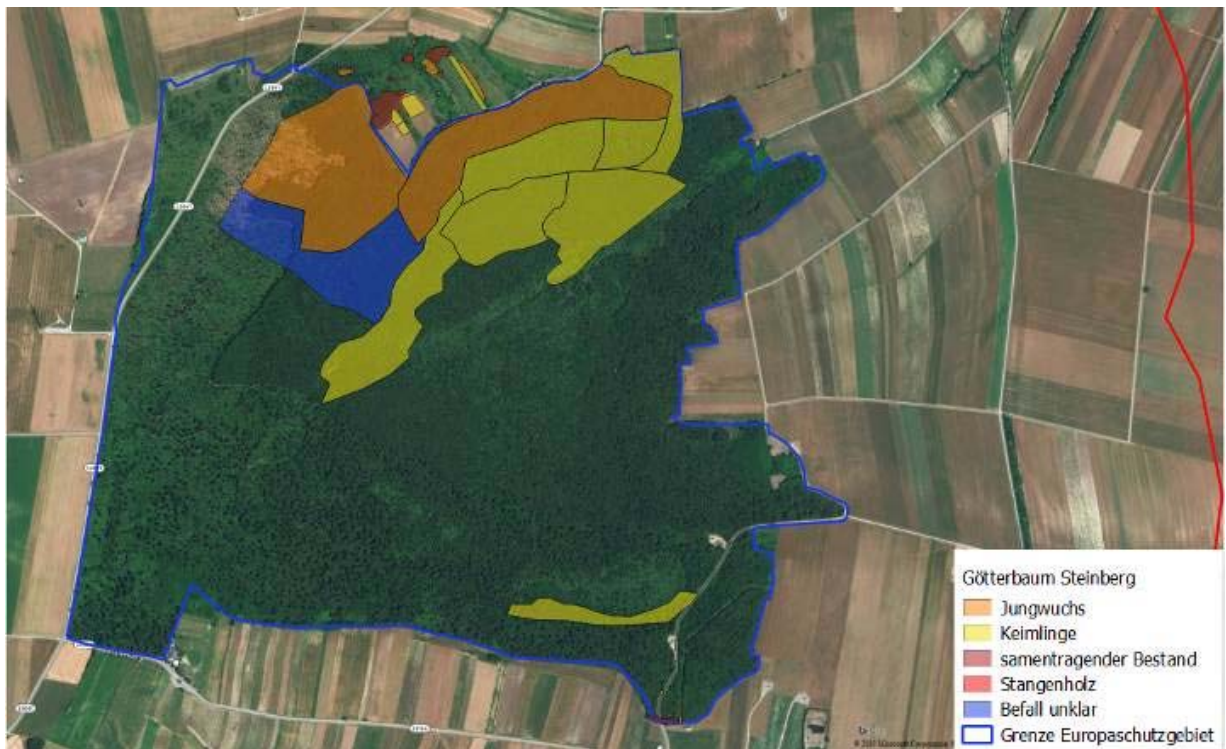 Götterbaum Steinberg
Jungwuchs
Keimlinge
samentragender Bestand
Stangenholz
Befall unklar
Grenze Europaschutzgebiet